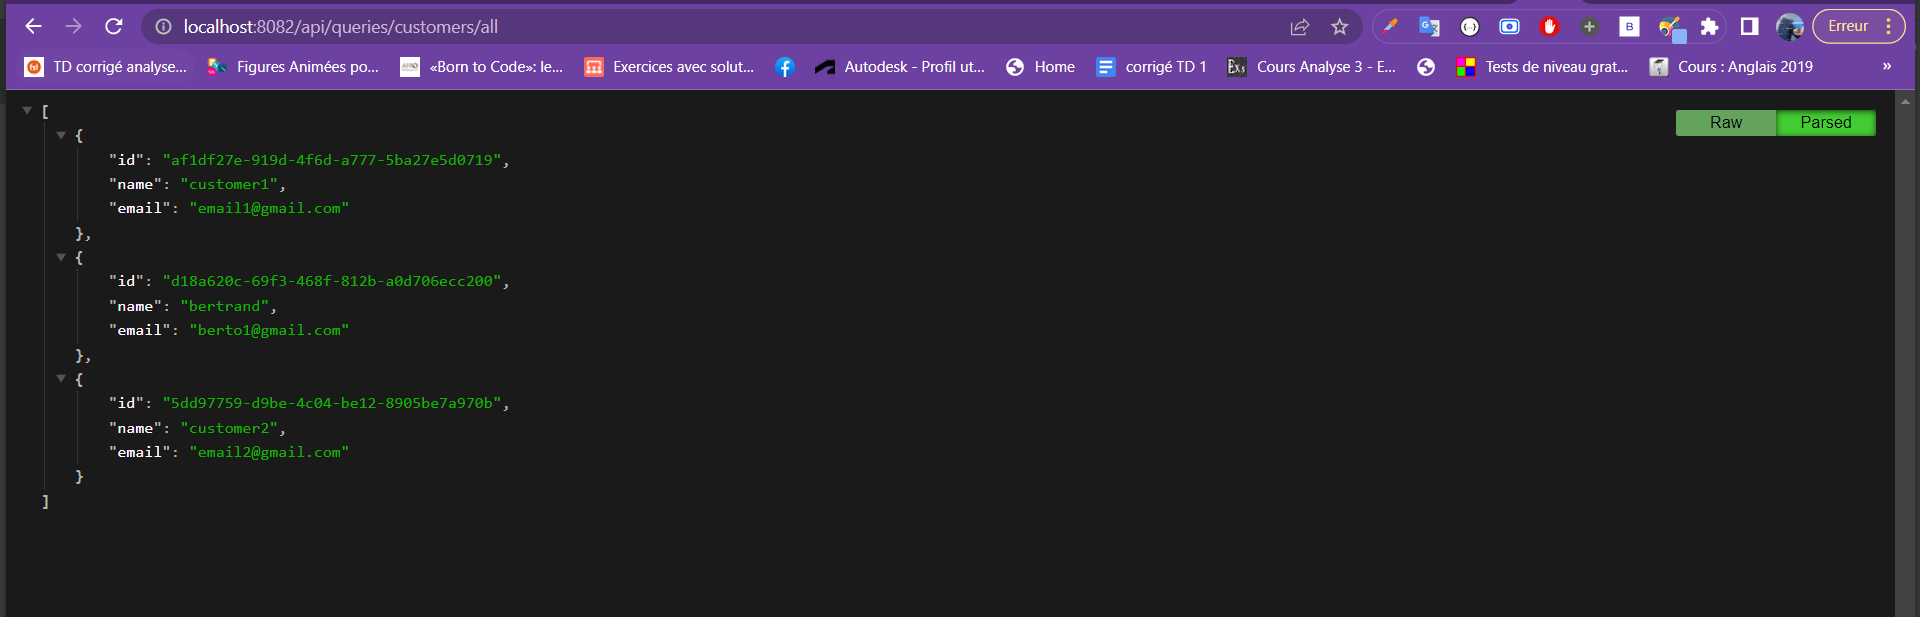 localhost:8082/api/queries/customers/all
Erreur
TD corrigé analyse... Figures Animées po... «Born to Code»: le... Exercices avec solut... Autodesk - Profil ut... Home corrigé TD 1 Cours Analyse 3 - E... Tests de niveau grat... Cours : Anglais 2019 »
Raw Parsed
[
{
"id": "af1df27e-919d-4f6d-a777-5ba27e5d0719",
"name": "customer1",
"email": "email1@gmail.com"
},
{
"id": "d18a620c-69f3-468f-812b-a0d706ecc200",
"name": "bertrand",
"email": "berto1@gmail.com"
},
{
"id": "5dd97759-d9be-4c04-be12-8905be7a970b",
"name": "customer2",
"email": "email2@gmail.com"
}
]